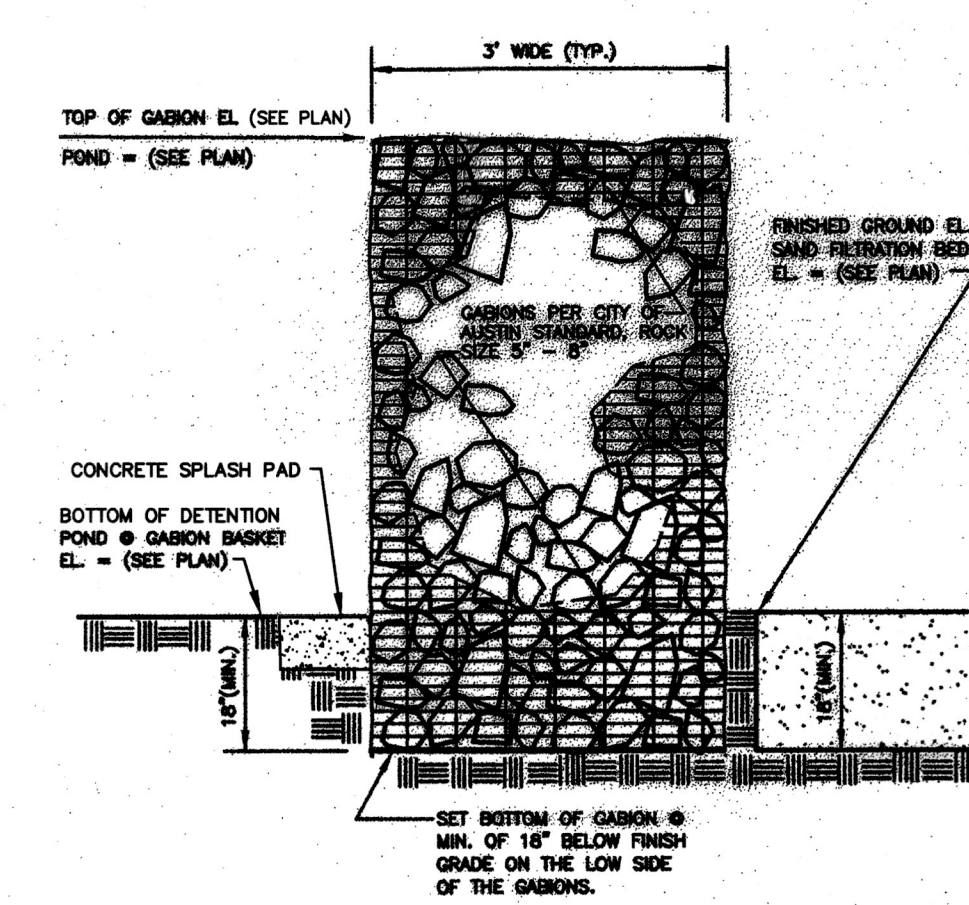 3' WIDE (TYP.)
TOP OF GABION EL (SEE PLAN)
POND = (SEE PLAN)
FINISHED GROUND EL.
SAND FILTRATION BED
EL. = (SEE PLAN)
GABIONS PER CITY OF
AUSTIN STANDARD, ROCK
SIZE 5" - 8"
CONCRETE SPLASH PAD
BOTTOM OF DETENTION
POND @ GABION BASKET
EL. = (SEE PLAN)
18"(MIN.)
18"(MIN.)
SET BOTTOM OF GABION @
MIN. OF 18" BELOW FINISH
GRADE ON THE LOW SIDE
OF THE GABIONS.